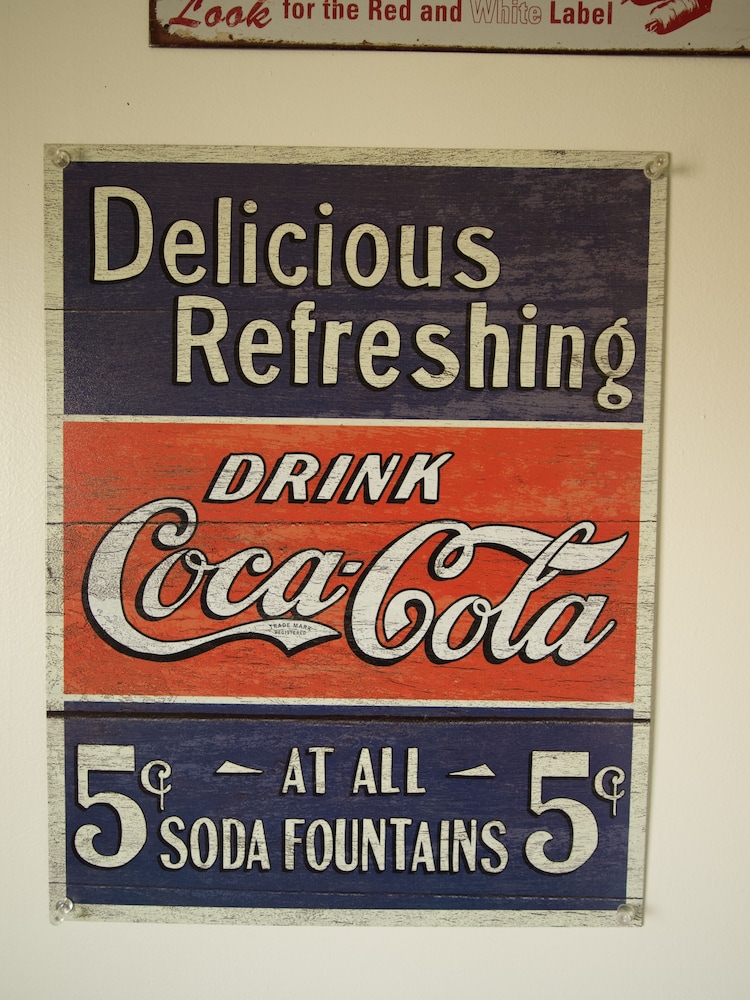 Look for the Red and White Label
Delicious
Refreshing
DRINK
Coca-Cola
TRADE MARK
REGISTERED
5¢ AT ALL 5¢
SODA FOUNTAINS